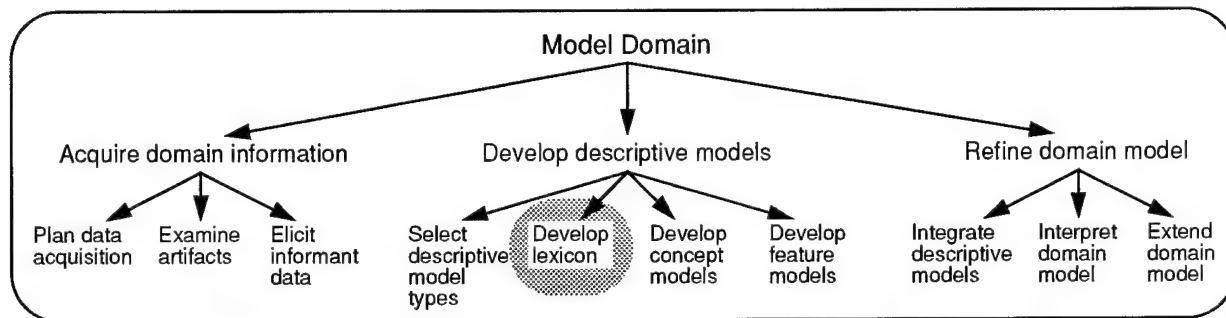 Model Domain
Acquire domain information
Develop descriptive models
Refine domain model
Plan data
acquisition
Examine
artifacts
Elicit
informant
data
Select
descriptive
model
types
Develop
lexicon
Develop
concept
models
Develop
feature
models
Integrate
descriptive
models
Interpret
domain
model
Extend
domain
model